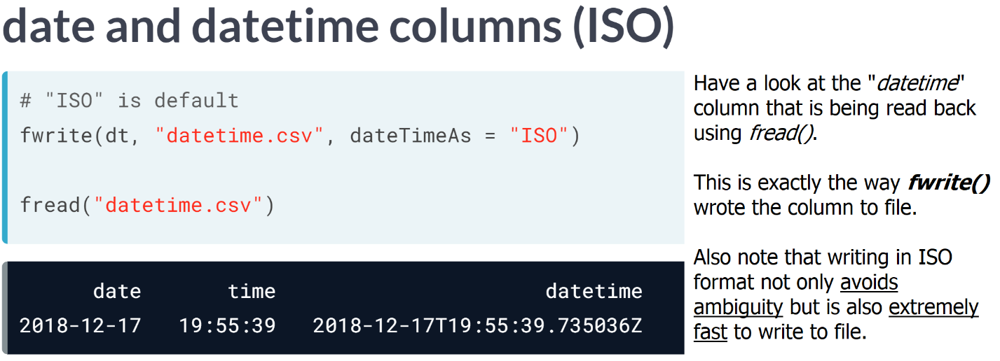 date and datetime columns (ISO)
# "ISO" is default
fwrite(dt, "datetime.csv", dateTimeAs = "ISO")
fread("datetime.csv")
date time datetime
2018-12-17 19:55:39 2018-12-17T19:55:39.735036Z
Have a look at the "datetime"
column that is being read back
using fread().
This is exactly the way fwrite()
wrote the column to file.
Also note that writing in ISO
format not only avoids
ambiguity but is also extremely
fast to write to file.